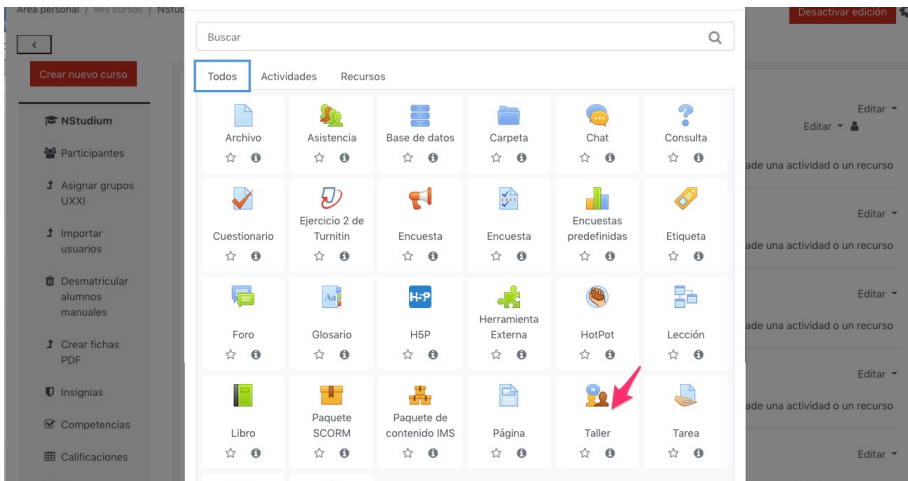 Área personal / Mis cursos / NStud
Desactivar edición
Buscar
Crear nuevo curso
Todos Actividades Recursos
NStudium
Participantes
Asignar grupos
UXXI
Importar
usuarios
Desmatricular
alumnos
manuales
Crear fichas
PDF
Insignias
Competencias
Calificaciones
Archivo
Asistencia
Base de datos
Carpeta
Chat
Consulta
Cuestionario
Ejercicio 2 de
Turnitin
Encuesta
Encuesta
Encuestas
predefinidas
Etiqueta
Foro
Aa
Glosario
H5P
H5P
Herramienta
Externa
HotPot
Lección
Libro
Paquete
SCORM
Paquete de
contenido IMS
Página
Taller
Tarea
Editar
Editar
ade una actividad o un recurso
Editar
ade una actividad o un recurso
Editar
ade una actividad o un recurso
Editar
ade una actividad o un recurso
Editar